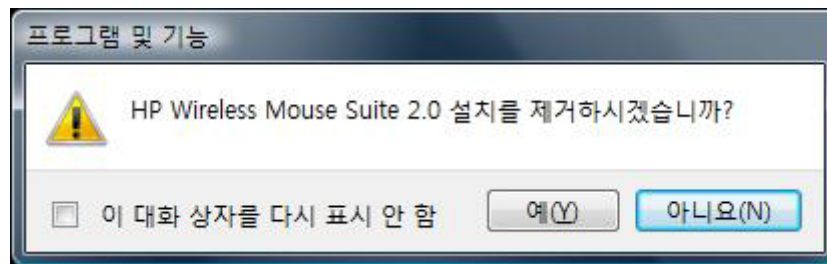 프로그램 및 기능
HP Wireless Mouse Suite 2.0 설치를 제거하시겠습니까?
이 대화 상자를 다시 표시 안 함
예(Y)
아니요(N)